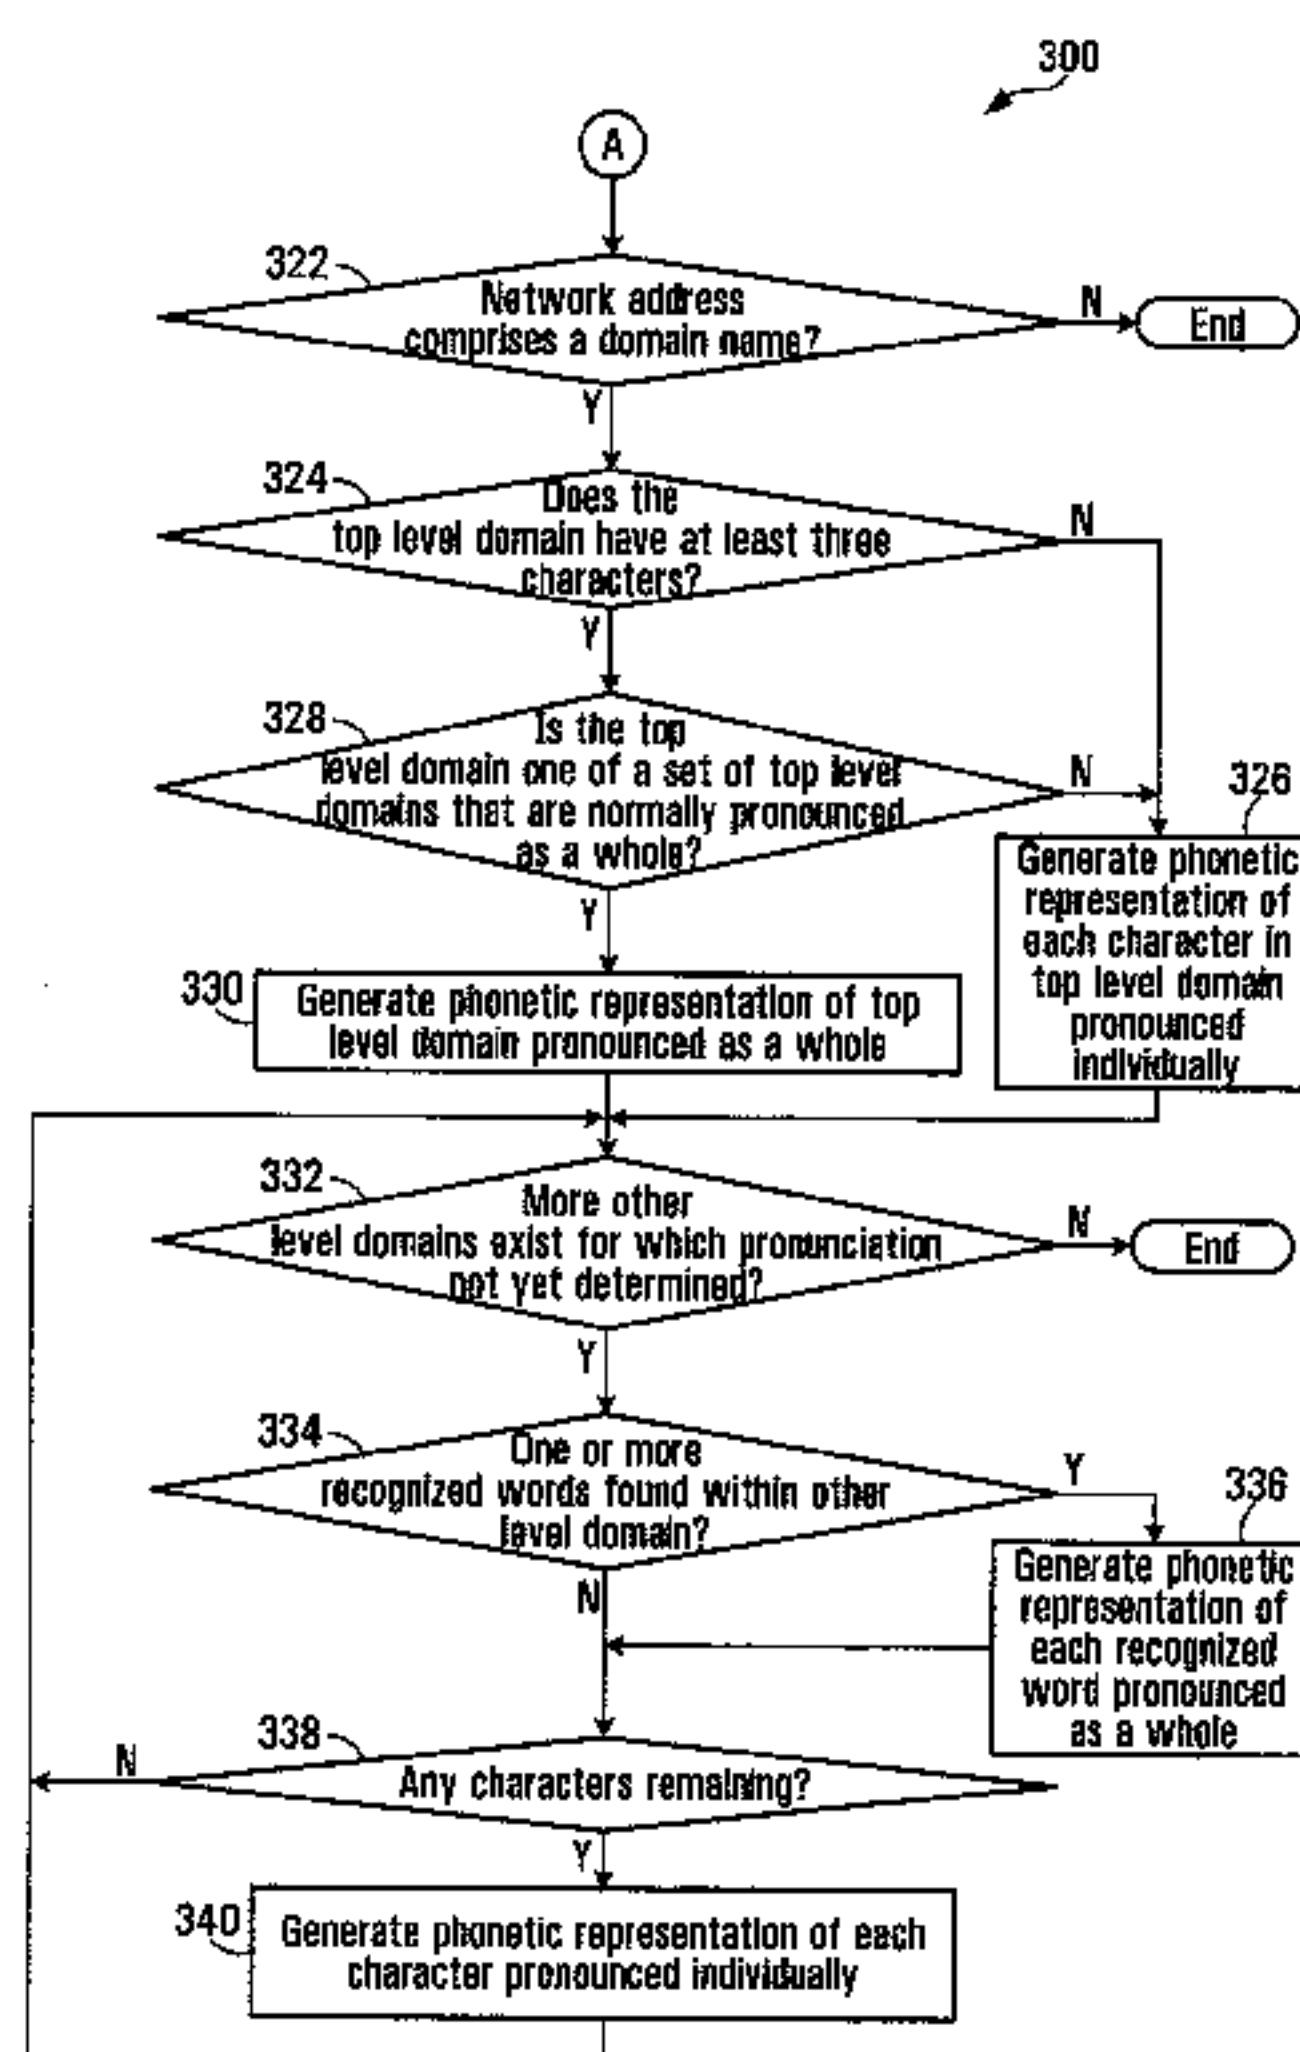 300
A
322
Network address
comprises a domain name?
N
End
Y
324
Does the
top level domain have at least three
characters?
N
Y
328
Is the top
level domain one of a set of top level
domains that are normally pronounced
as a whole?
N
326
Generate phonetic
representation of
each character in
top level domain
pronounced
individually
Y
330
Generate phonetic representation of top
level domain pronounced as a whole
332
More other
level domains exist for which pronunciation
not yet determined?
N
End
Y
334
One or more
recognized words found within other
level domain?
Y
336
Generate phonetic
representation of
each recognized
word pronounced
as a whole
N
338
Any characters remaining?
N
Y
340
Generate phonetic representation of each
character pronounced individually